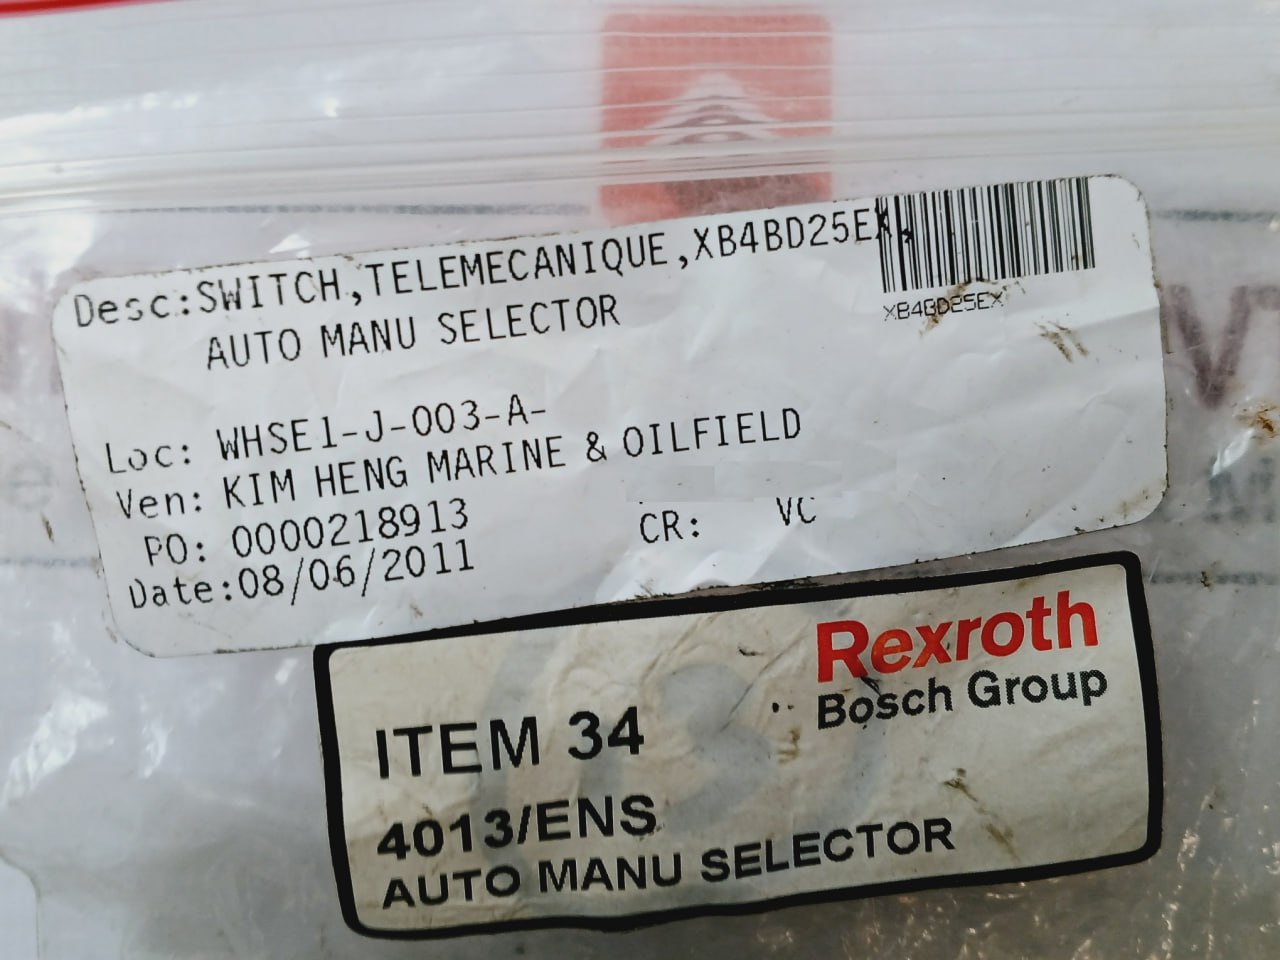 Desc:SWITCH,TELEMECANIQUE,XB4BD25EX,
AUTO MANU SELECTOR
XB4BD25EX
Loc: WHSE1-J-003-A-
Ven: KIM HENG MARINE & OILFIELD
PO: 0000218913
CR: VC
Date:08/06/2011
Rexroth
Bosch Group
ITEM 34
4013/ENS
AUTO MANU SELECTOR